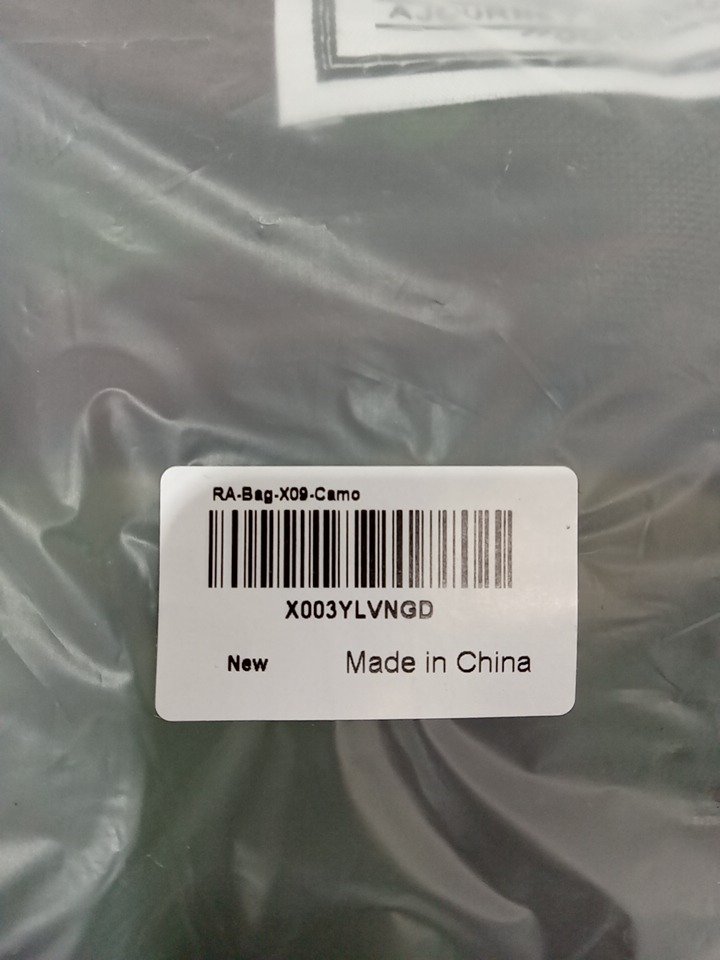 RA-Bag-X09-Camo
X003YLVNGD
New Made in China